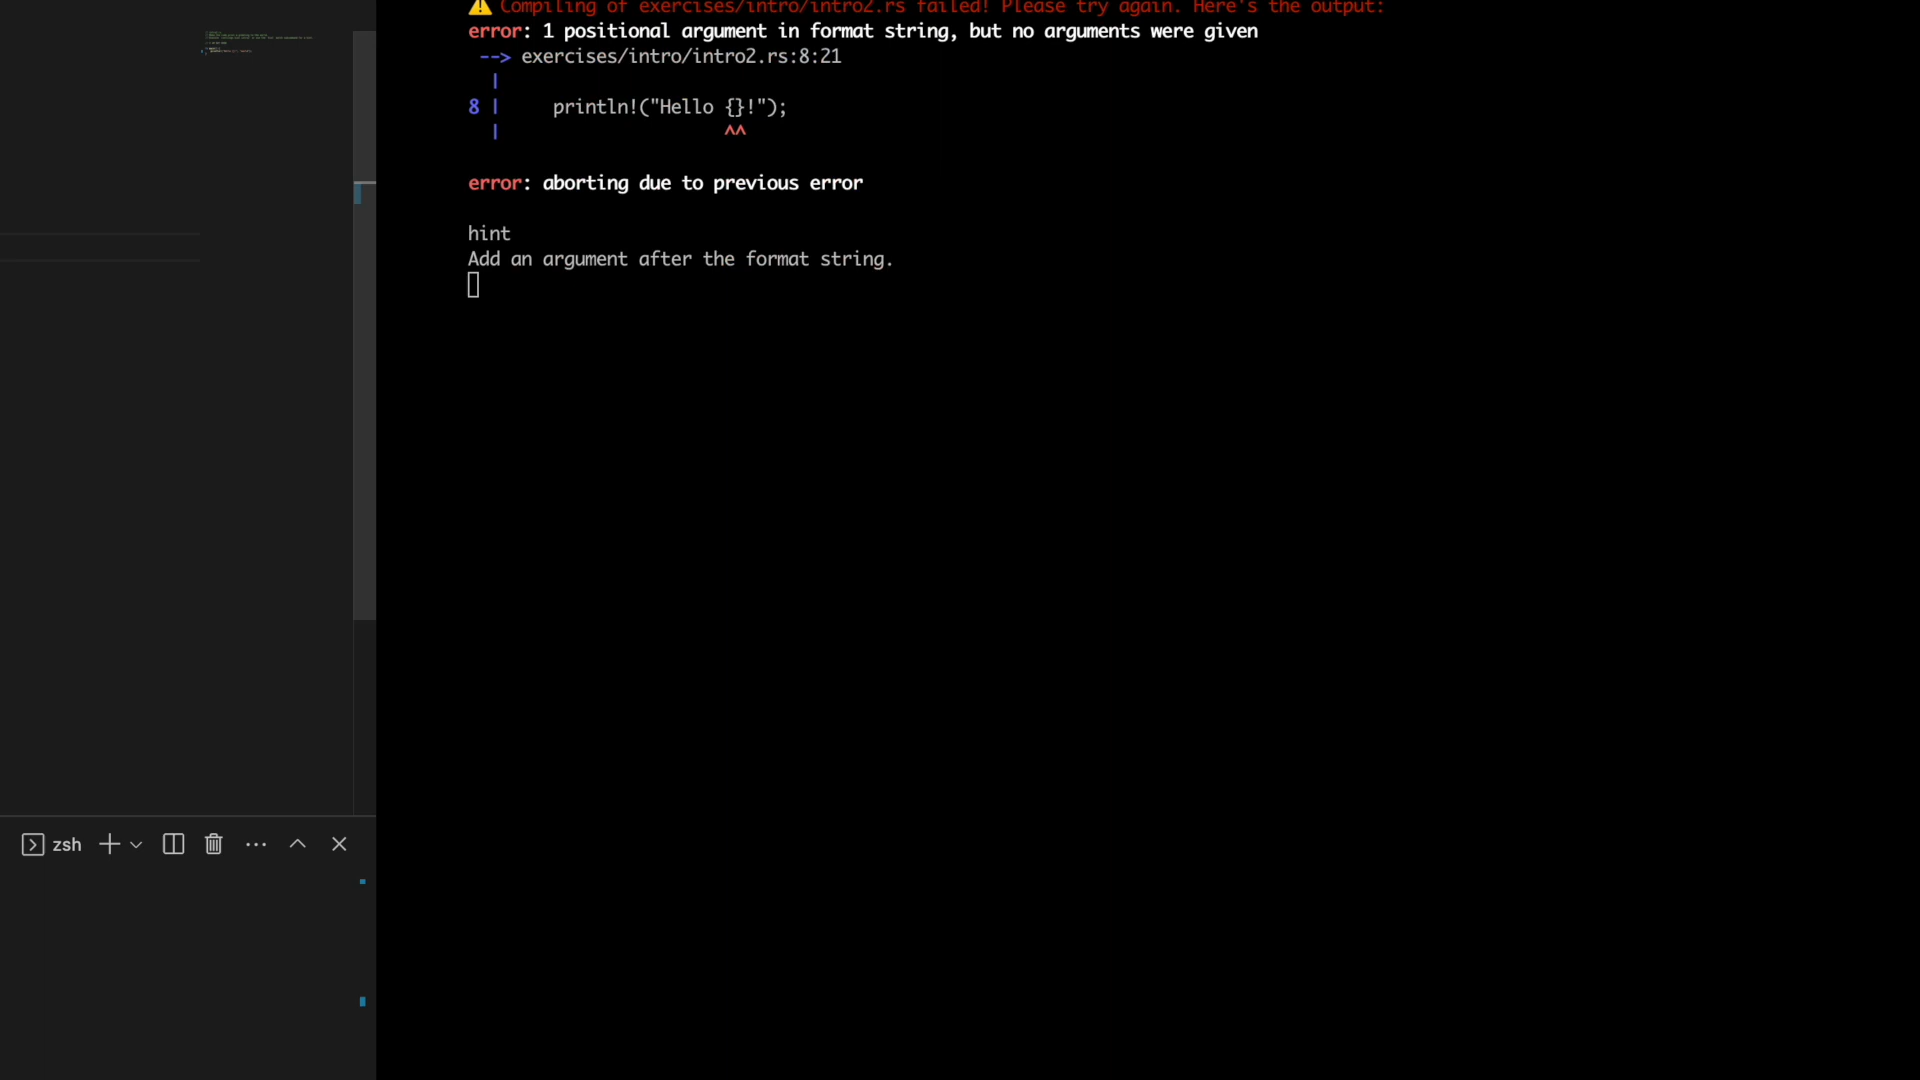 ⚠️ Compiling of exercises/intro/intro2.rs failed! Please try again. Here's the output:
error: 1 positional argument in format string, but no arguments were given
--> exercises/intro/intro2.rs:8:21
|
8 |     println!("Hello {}!");
|                     ^^
error: aborting due to previous error
hint
Add an argument after the format string.
zsh